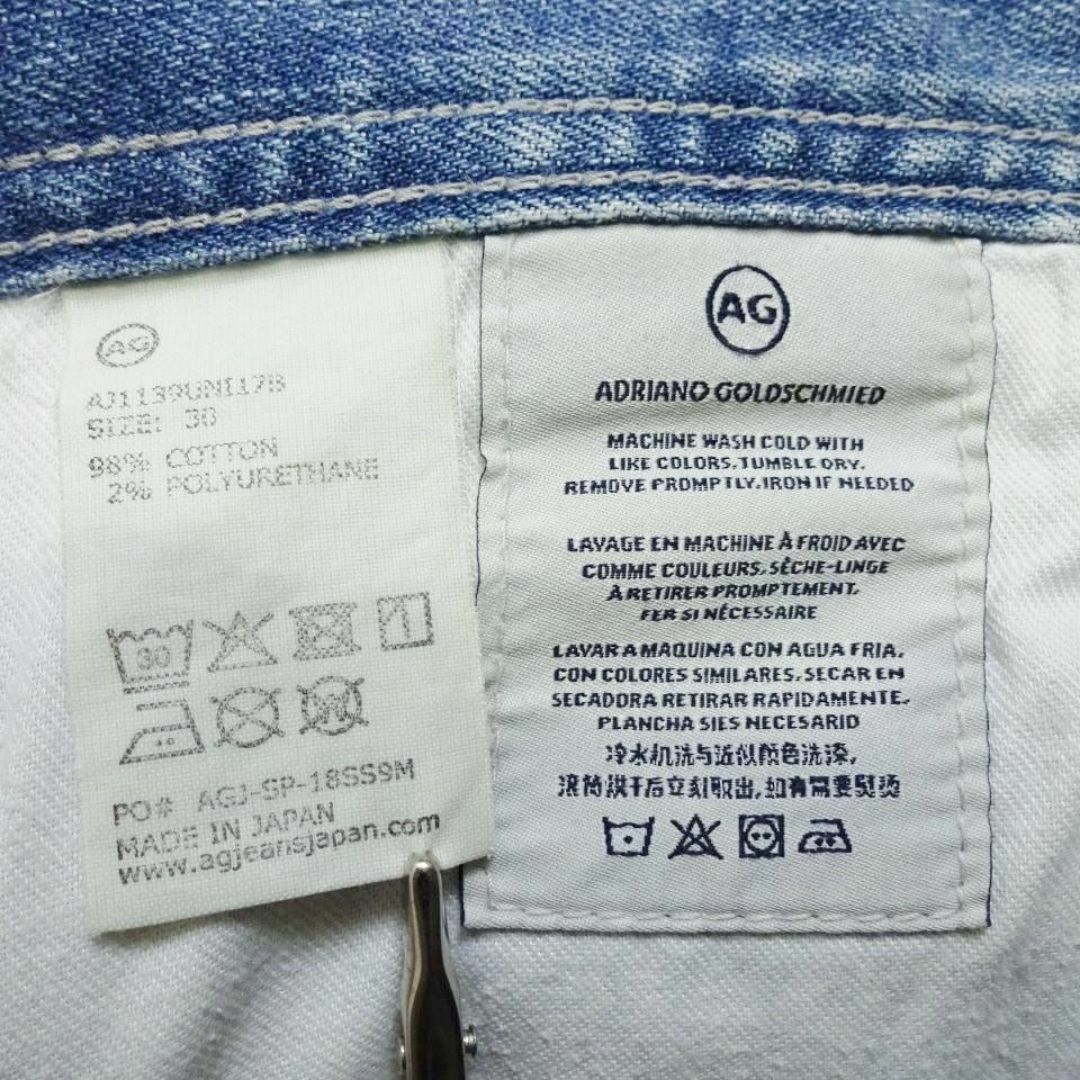 AG
AJ1139UNI17B
SIZE: 30
98% COTTON
2% POLYURETHANE
30
1
W
PO# AGJ-SP-18SS9M
MADE IN JAPAN
www.agjeansjapan.com
AG
ADRIANO GOLDSCHMIED
MACHINE WASH COLD WITH
LIKE COLORS. TUMBLE DRY.
REMOVE PROMPTLY. IRON IF NEEDED
LAVAGE EN MACHINE À FROID AVEC
COMME COULEURS. SÈCHE-LINGE
À RETIRER PROMPTEMENT.
FER SI NÉCESSAIRE
LAVAR A MAQUINA CON AGUA FRIA.
CON COLORES SIMILARES. SECAR EN
SECADORA RETIRAR RAPIDAMENTE.
PLANCHA SIES NECESARIO
冷水机洗与近似颜色洗涤,
滚筒烘干后立刻取出,如有需要熨烫